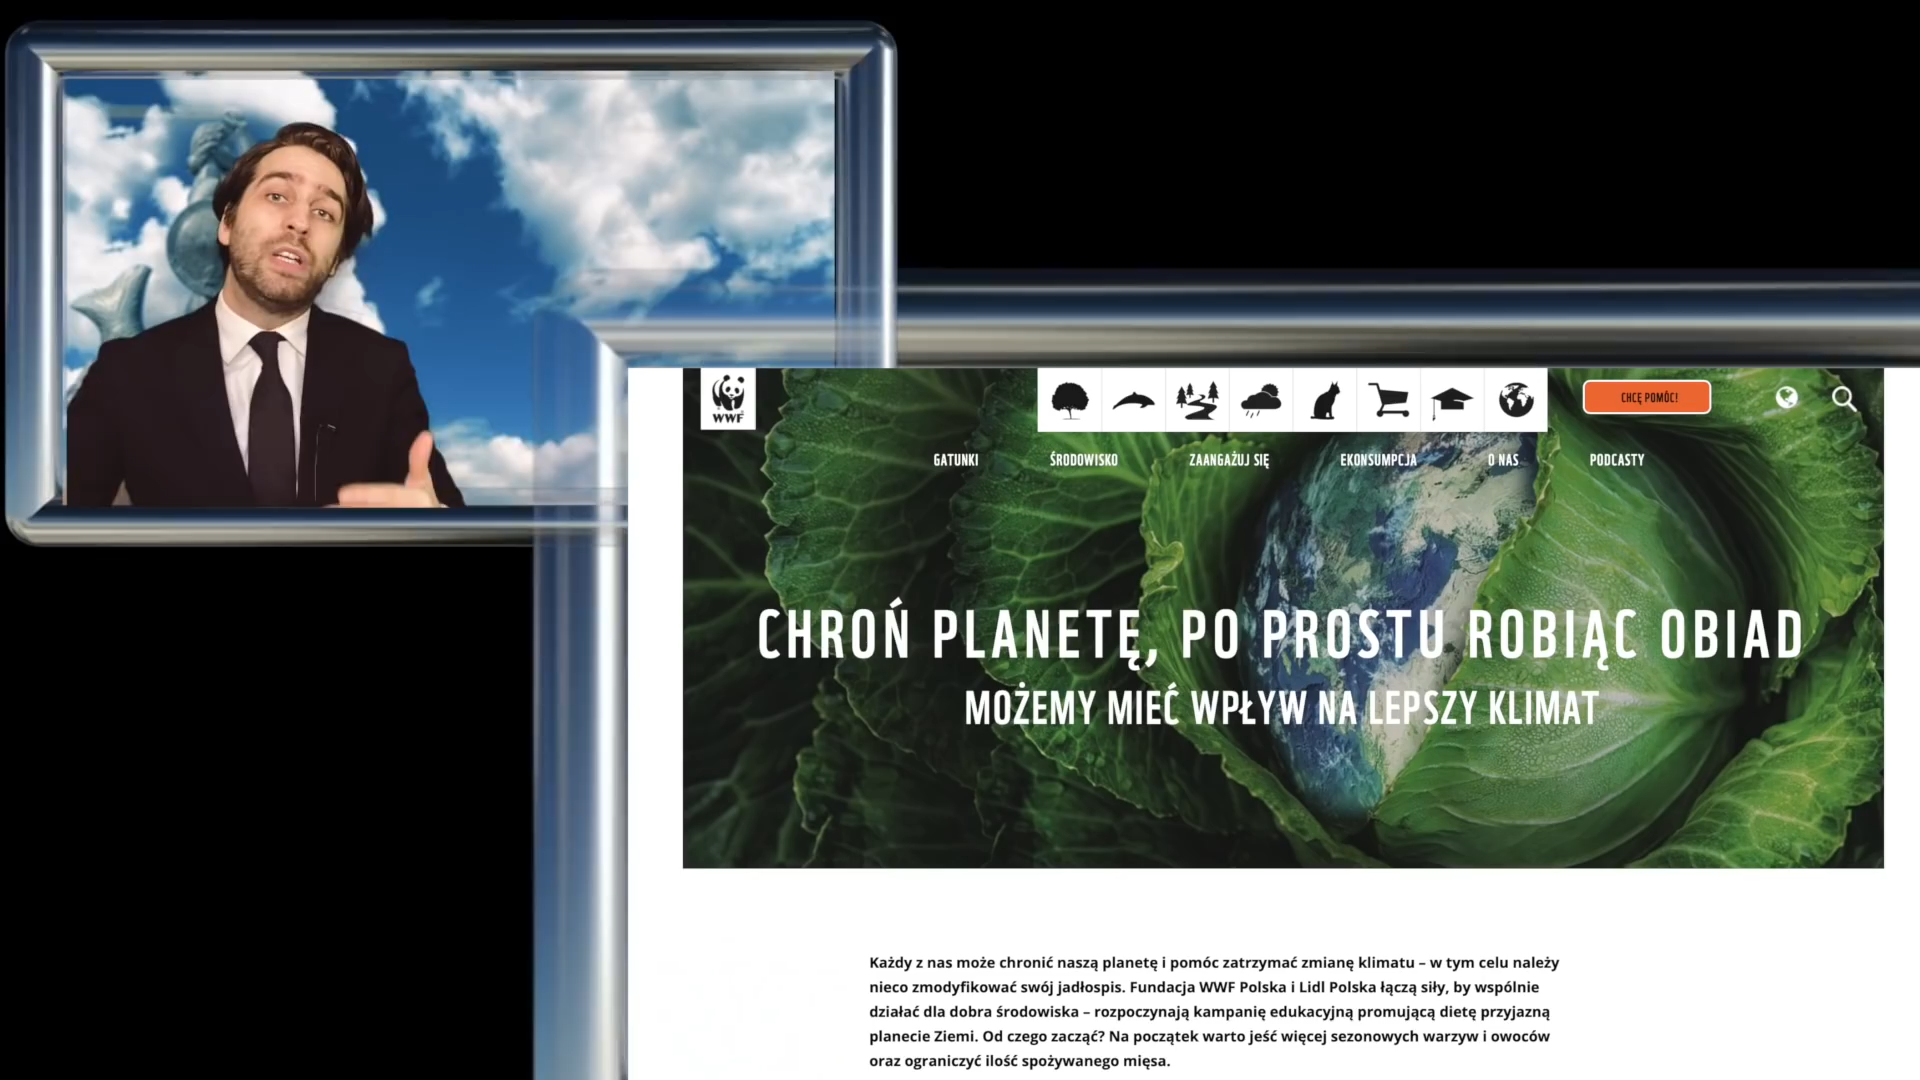 WWF
CHCĘ POMÓC!
GATUNKI ŚRODOWISKO ZAANGAŻUJ SIĘ EKONSUMPCJA O NAS PODCASTY
CHROŃ PLANETĘ, PO PROSTU ROBIĄC OBIAD
MOŻEMY MIEĆ WPŁYW NA LEPSZY KLIMAT
Każdy z nas może chronić naszą planetę i pomóc zatrzymać zmianę klimatu – w tym celu należy
nieco zmodyfikować swój jadłospis. Fundacja WWF Polska i Lidl Polska łączą siły, by wspólnie
działać dla dobra środowiska – rozpoczynają kampanię edukacyjną promującą dietę przyjazną
planecie Ziemi. Od czego zacząć? Na początek warto jeść więcej sezonowych warzyw i owoców
oraz ograniczyć ilość spożywanego mięsa.